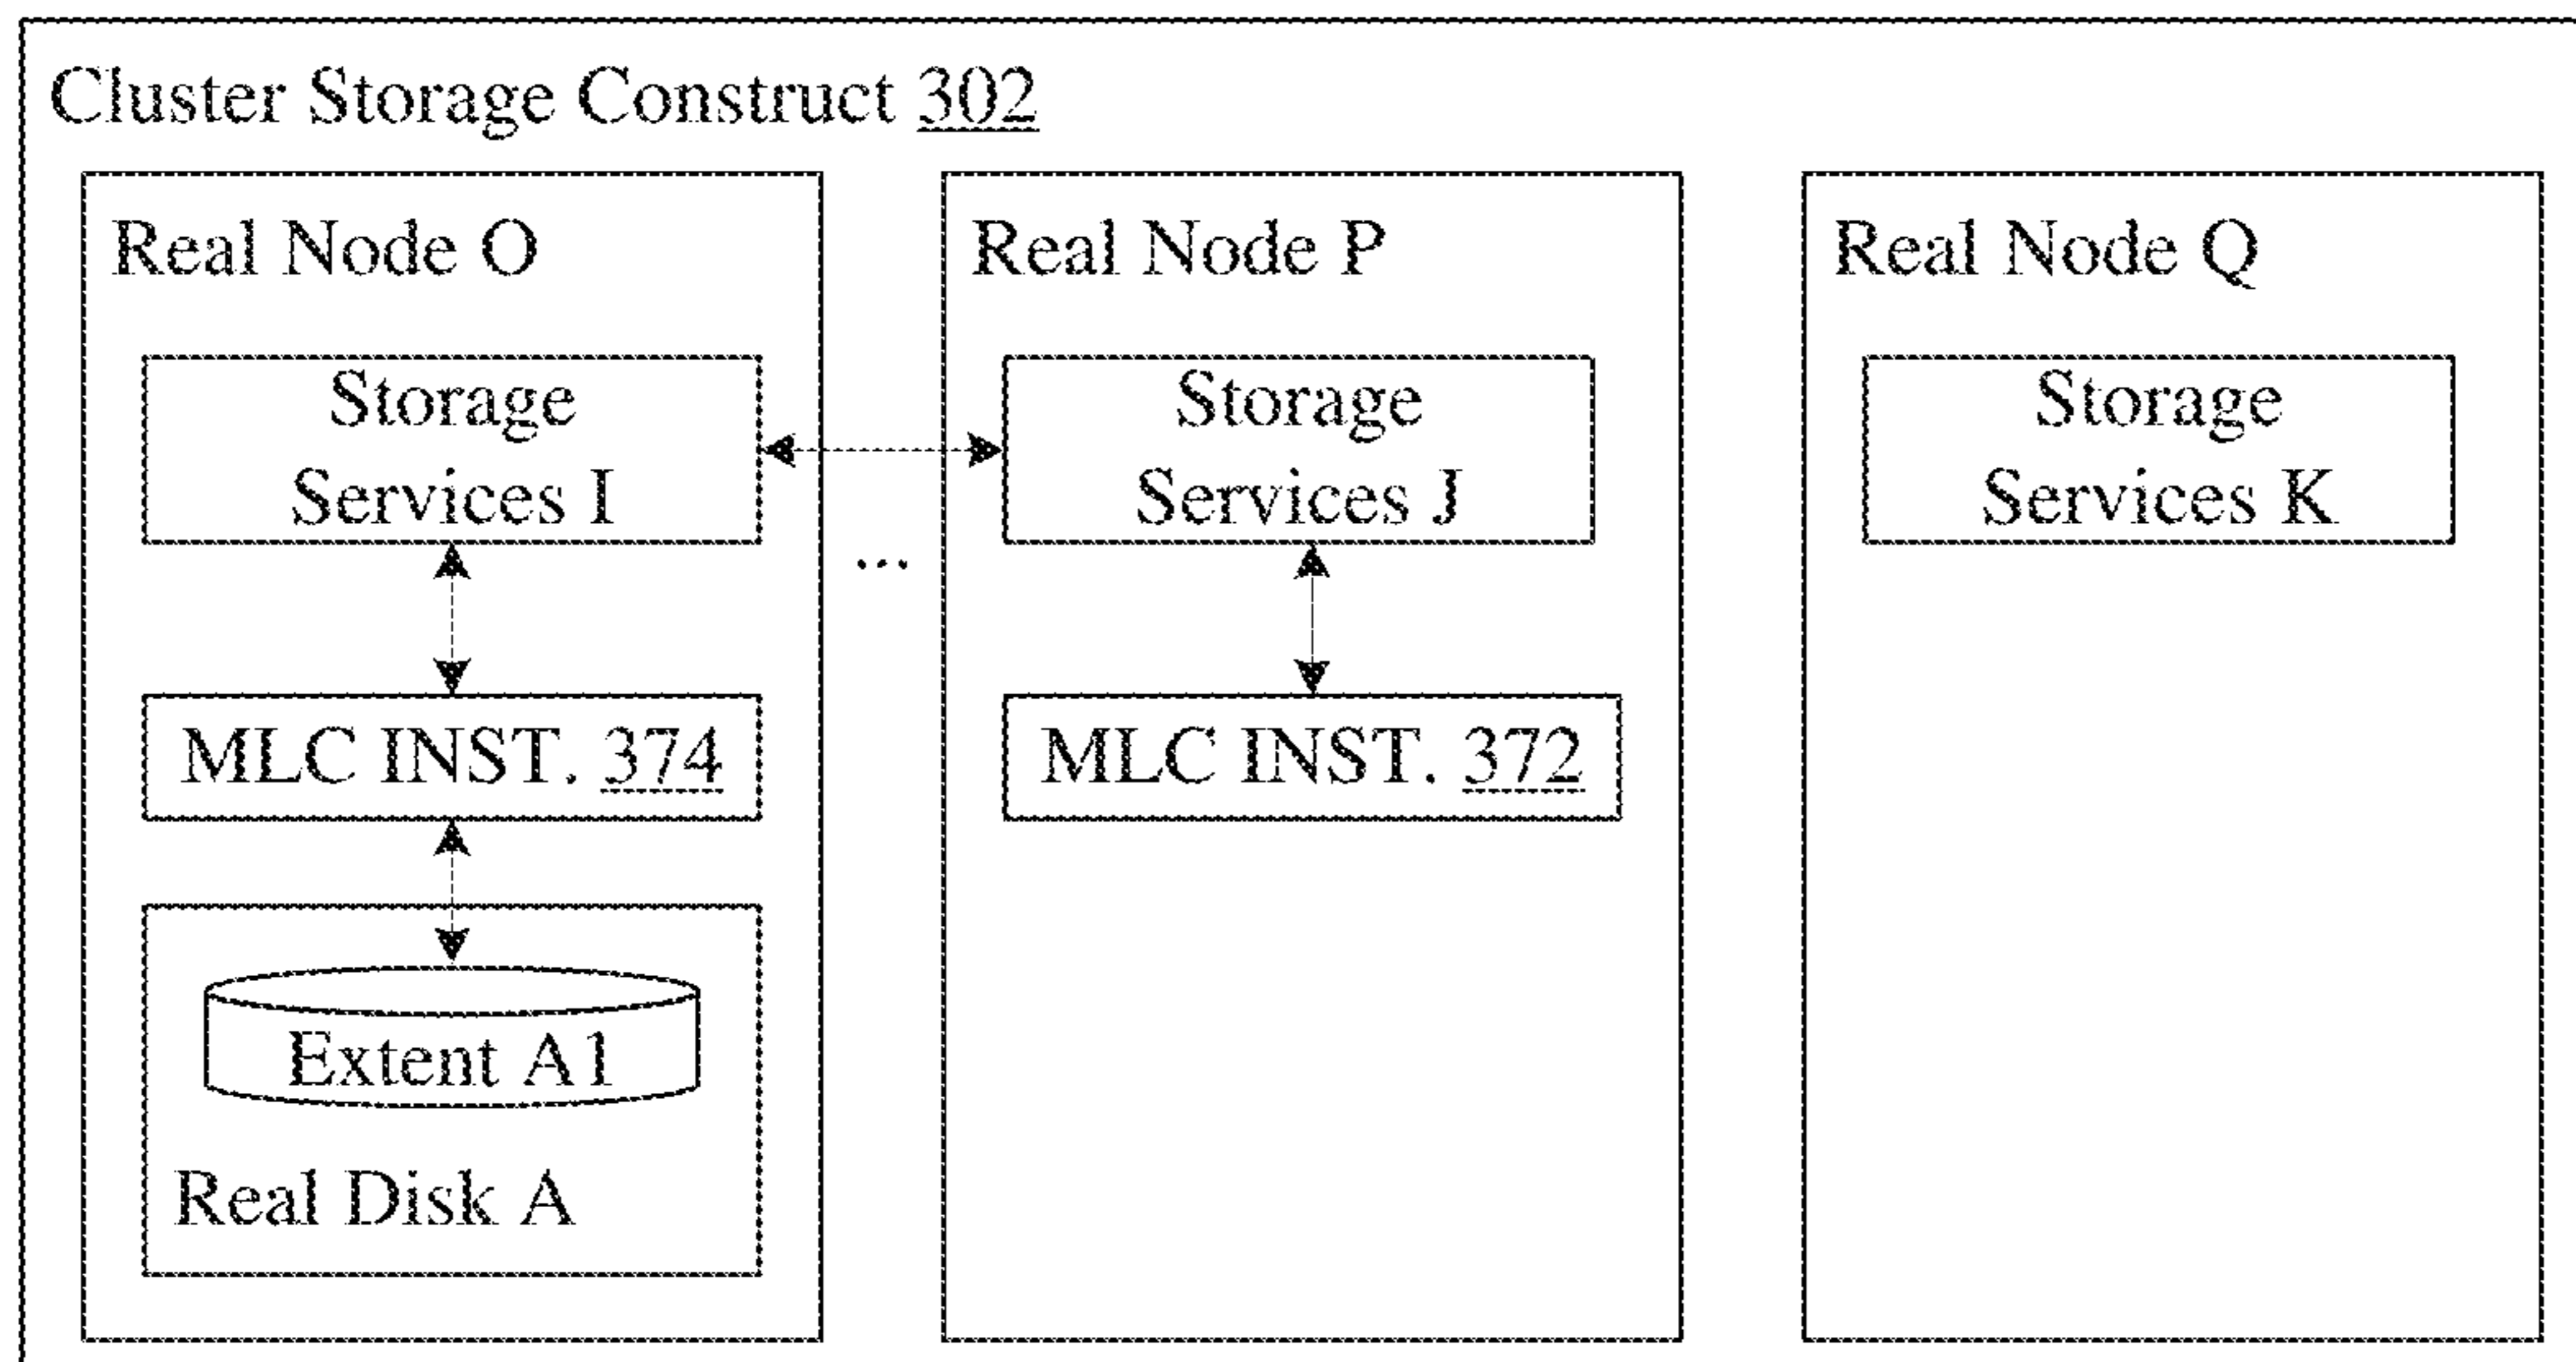 Cluster Storage Construct 302
Real Node O
Storage
Services I
MLC INST. 374
Extent A1
Real Disk A
...
Real Node P
Storage
Services J
MLC INST. 372
Real Node Q
Storage
Services K